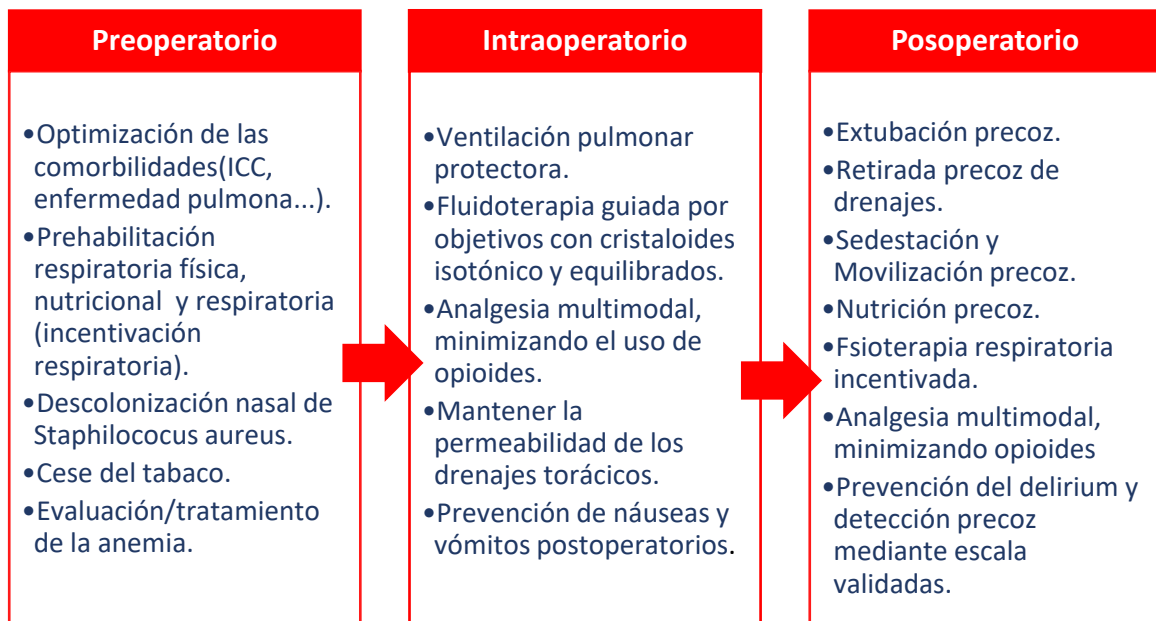 Preoperatorio
•Optimización de las
comorbilidades(ICC,
enfermedad pulmona...).
•Prehabilitación
respiratoria física,
nutricional y respiratoria
(incentivación
respiratoria).
•Descolonización nasal de
Staphilococus aureus.
•Cese del tabaco.
•Evaluación/tratamiento
de la anemia.
Intraoperatorio
•Ventilación pulmonar
protectora.
•Fluidoterapia guiada por
objetivos con cristaloides
isotónico y equilibrados.
•Analgesia multimodal,
minimizando el uso de
opioides.
•Mantener la
permeabilidad de los
drenajes torácicos.
•Prevención de náuseas y
vómitos postoperatorios.
Posoperatorio
•Extubación precoz.
•Retirada precoz de
drenajes.
•Sedestación y
Movilización precoz.
•Nutrición precoz.
•Fsioterapia respiratoria
incentivada.
•Analgesia multimodal,
minimizando opioides
•Prevención del delirium y
detección precoz
mediante escala
validadas.